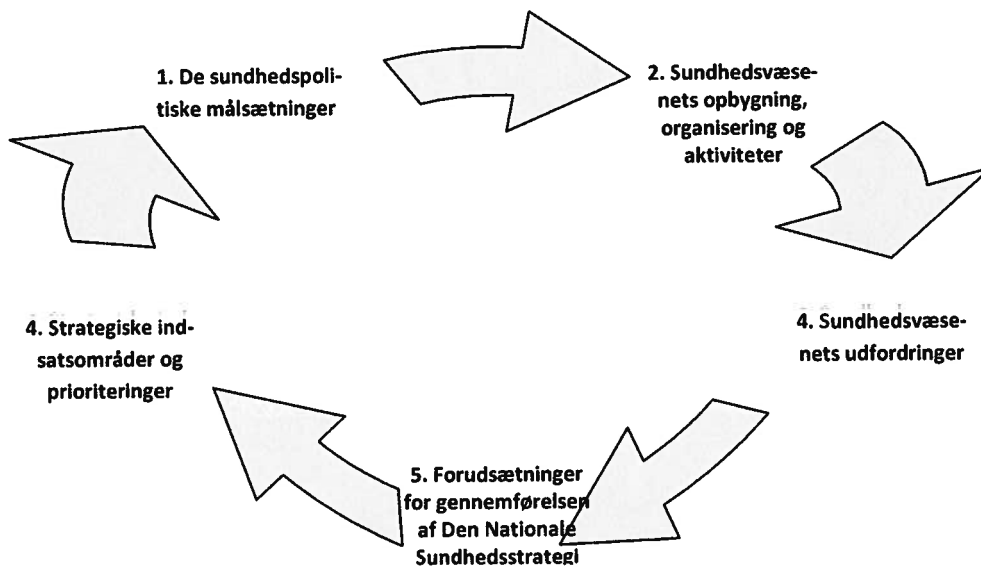 1. De sundhedspoli-
tiske målsætninger
2. Sundhedsvæse-
nets opbygning,
organisering og
aktiviteter
4. Sundhedsvæse-
nets udfordringer
5. Forudsætninger
for gennemførelsen
af Den Nationale
Sundhedsstrategi
4. Strategiske ind-
satsområder og
prioriteringer